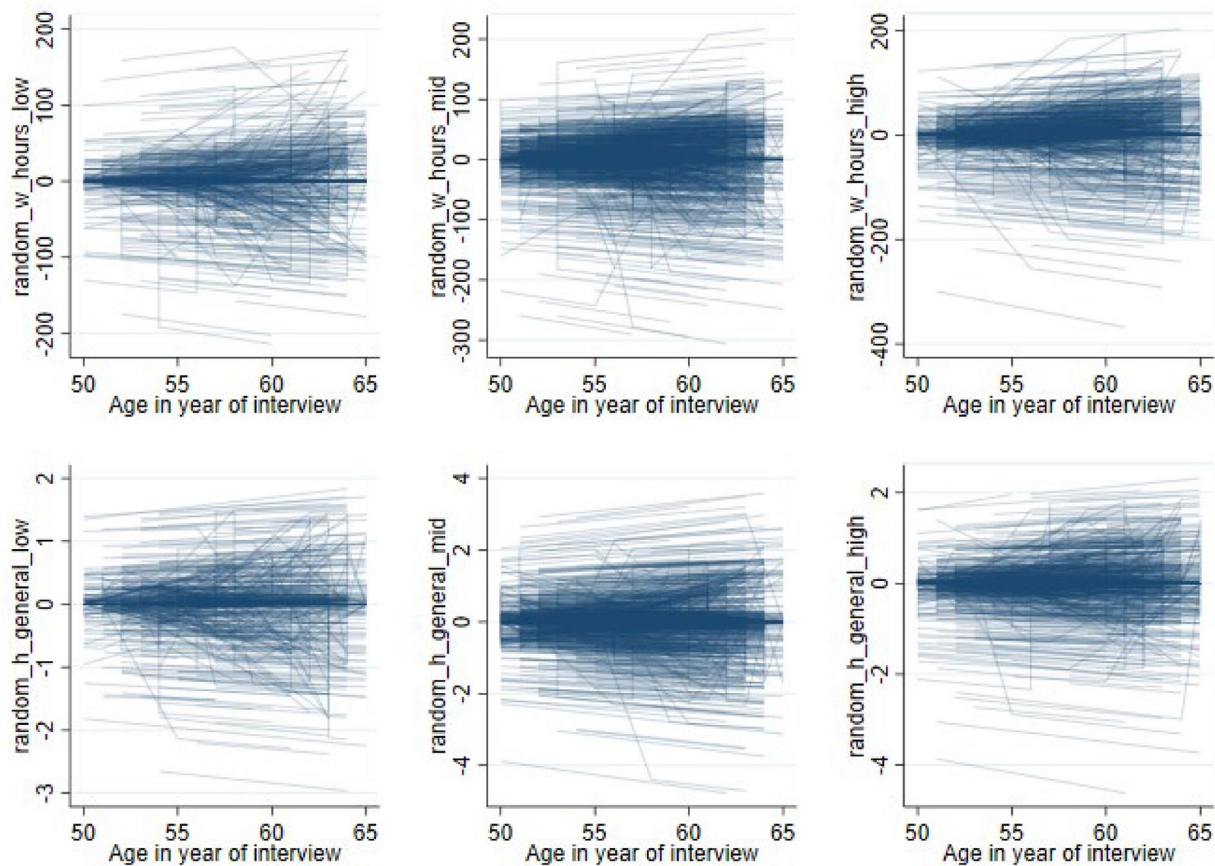 random_w_hours_low
200
100
0
-100
-200
50 55 60 65
Age in year of interview
random_w_hours_mid
200
100
0
-100
-200
-300
50 55 60 65
Age in year of interview
random_w_hours_high
200
0
-200
-400
50 55 60 65
Age in year of interview
random_h_general_low
2
1
0
-1
-2
-3
50 55 60 65
Age in year of interview
random_h_general_mid
4
2
0
-2
-4
50 55 60 65
Age in year of interview
random_h_general_high
2
0
-2
-4
50 55 60 65
Age in year of interview